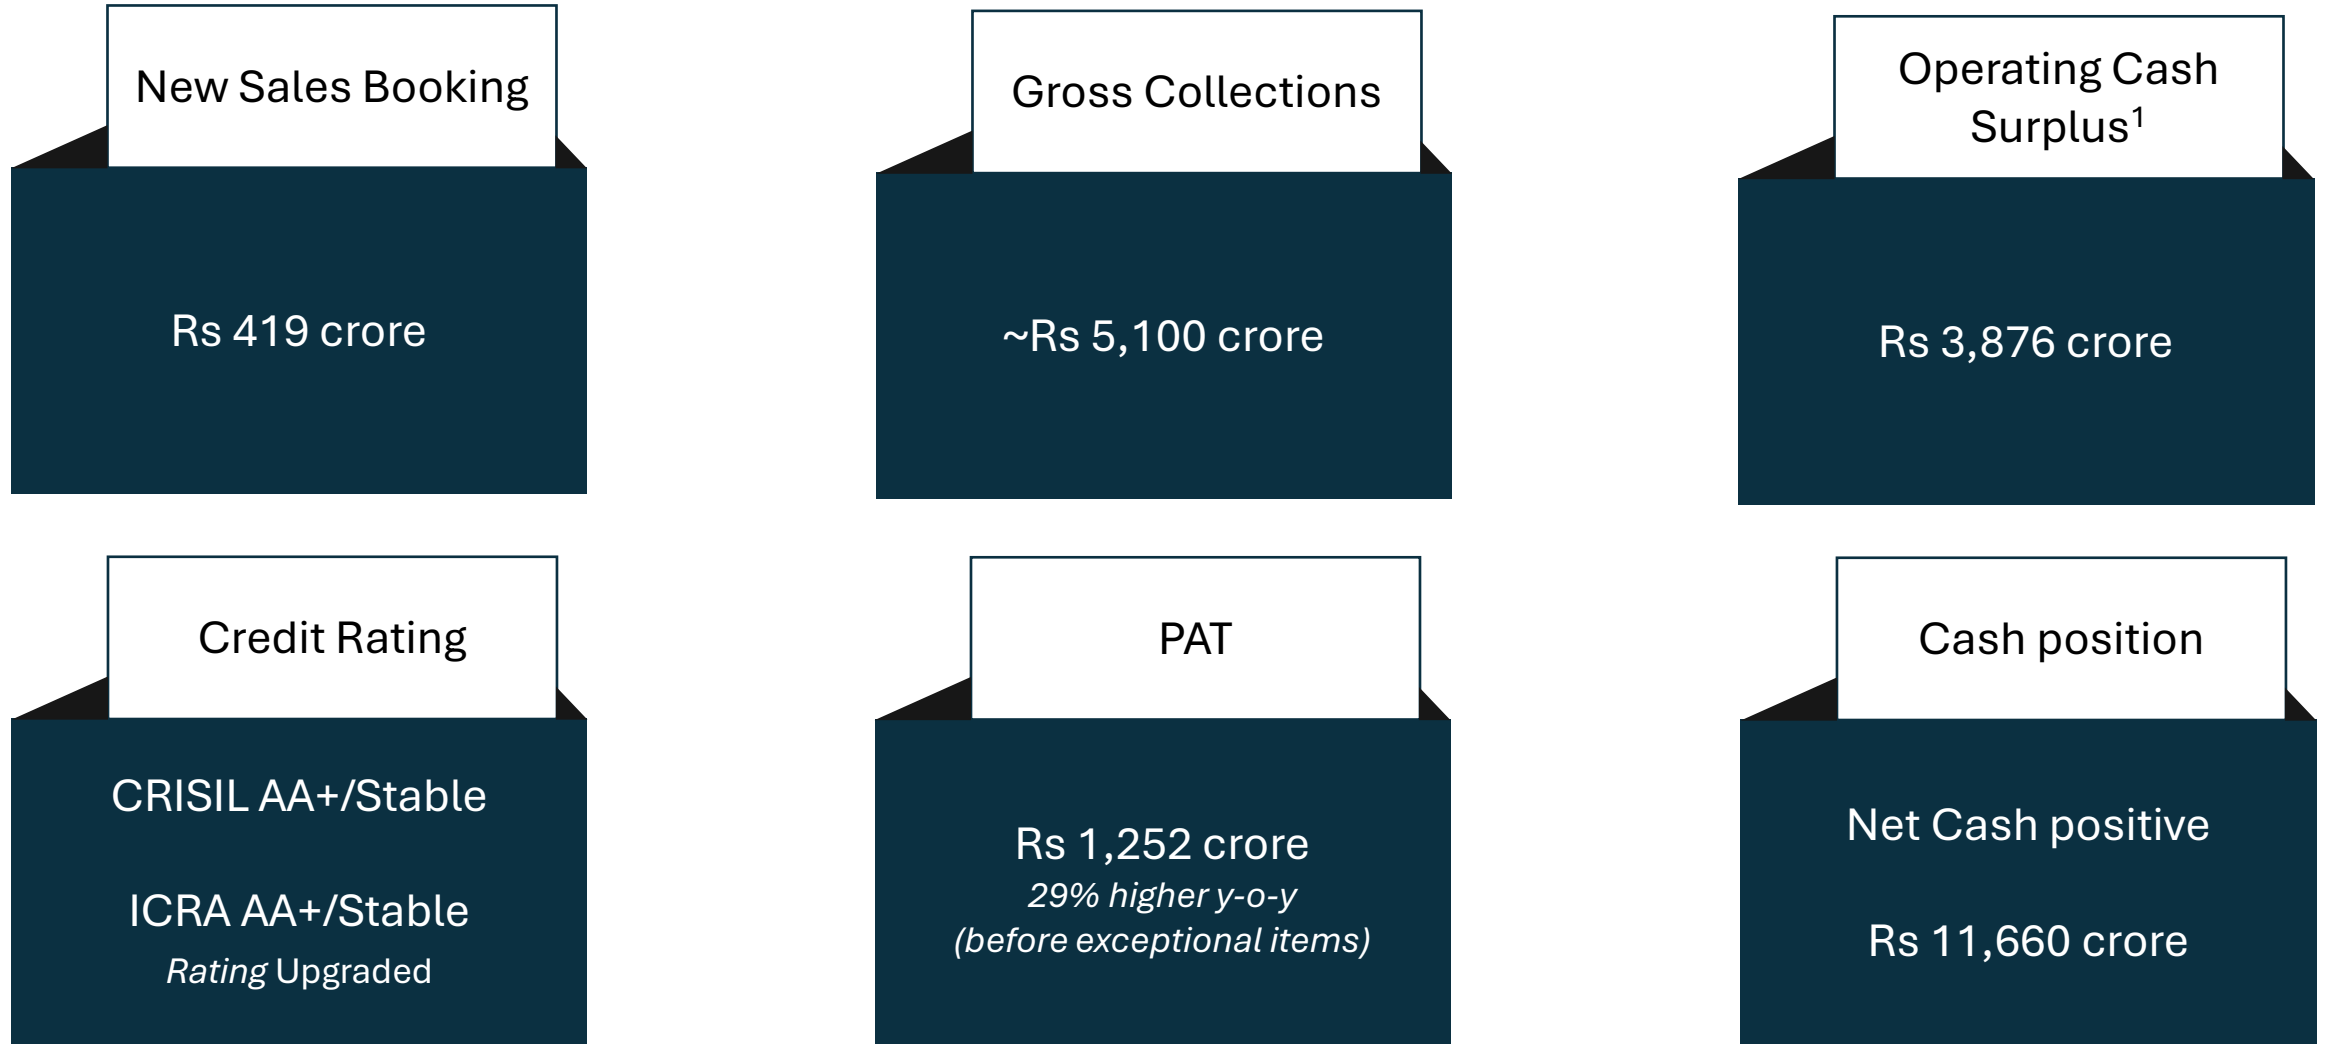 New Sales Booking
Rs 419 crore
Gross Collections
~Rs 5,100 crore
Operating Cash
Surplus¹
Rs 3,876 crore
Credit Rating
CRISIL AA+/Stable
ICRA AA+/Stable
Rating Upgraded
PAT
Rs 1,252 crore
29% higher y-o-y
(before exceptional items)
Cash position
Net Cash positive
Rs 11,660 crore